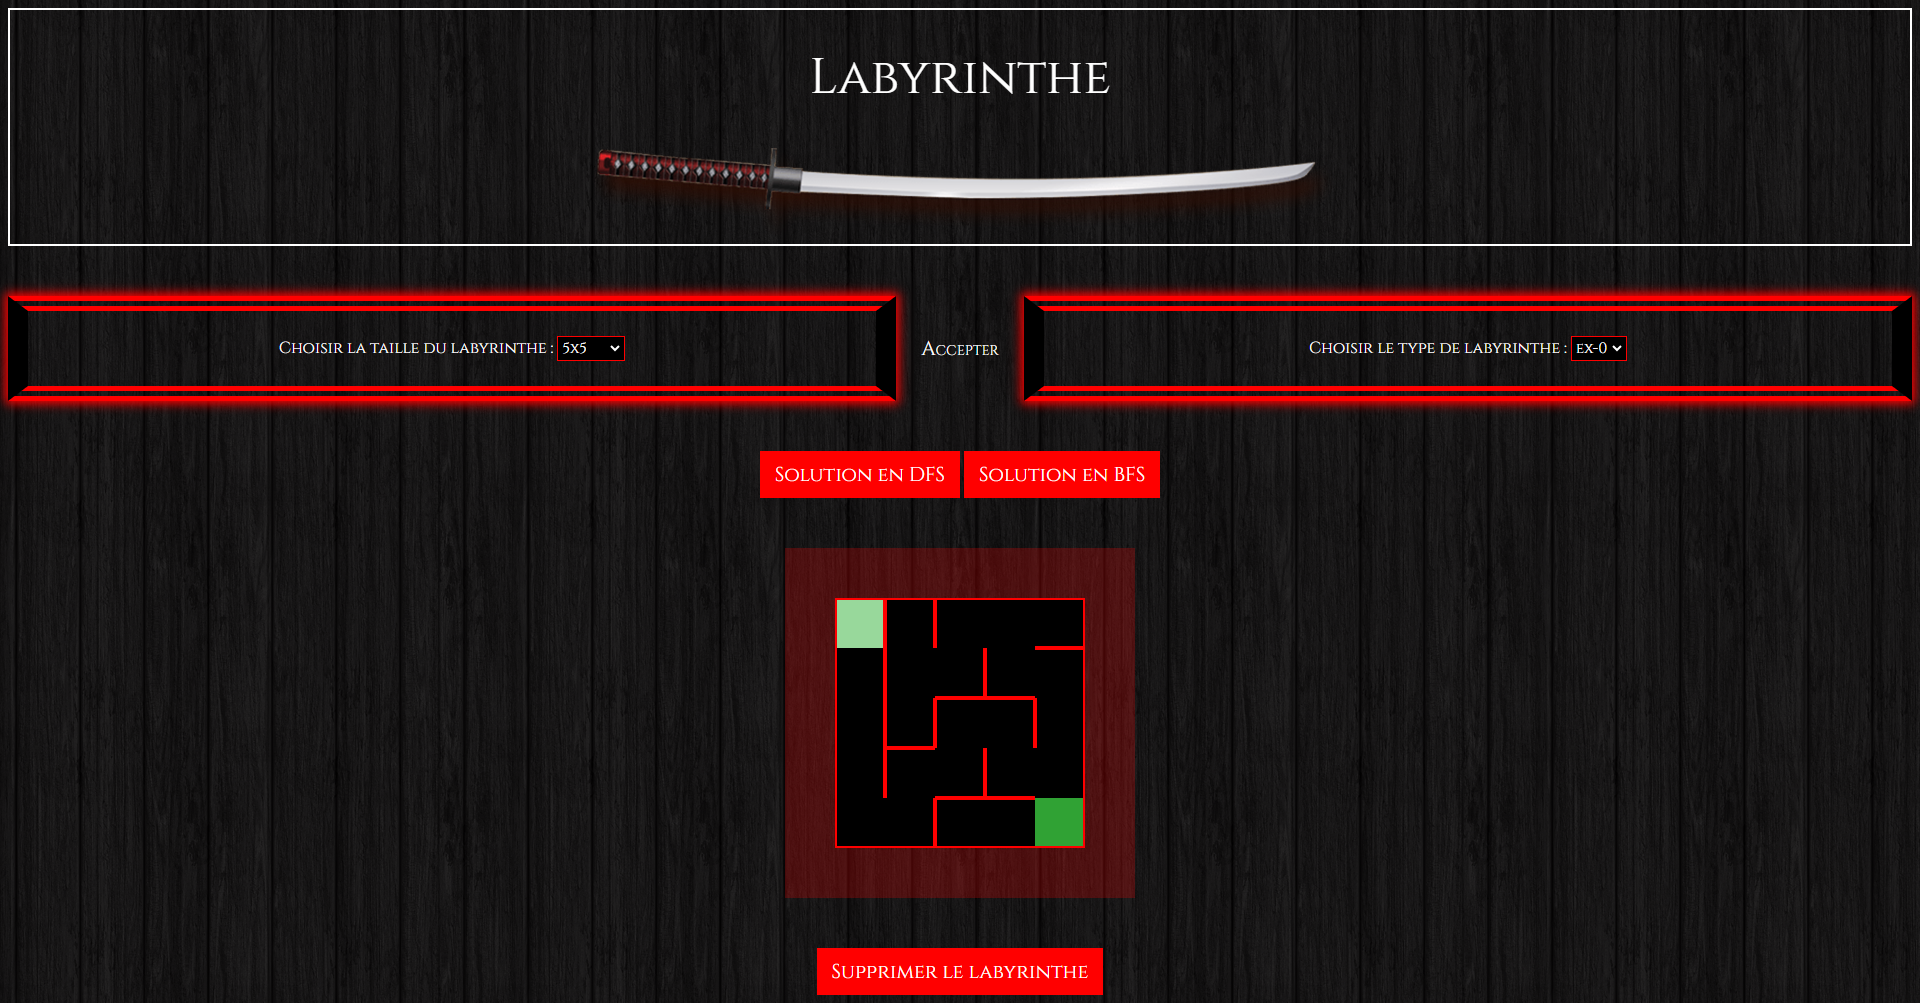 Labyrinthe
Choisir la taille du labyrinthe : 5x5
Accepter
Choisir le type de labyrinthe : ex-0
Solution en DFS
Solution en BFS
Supprimer le labyrinthe